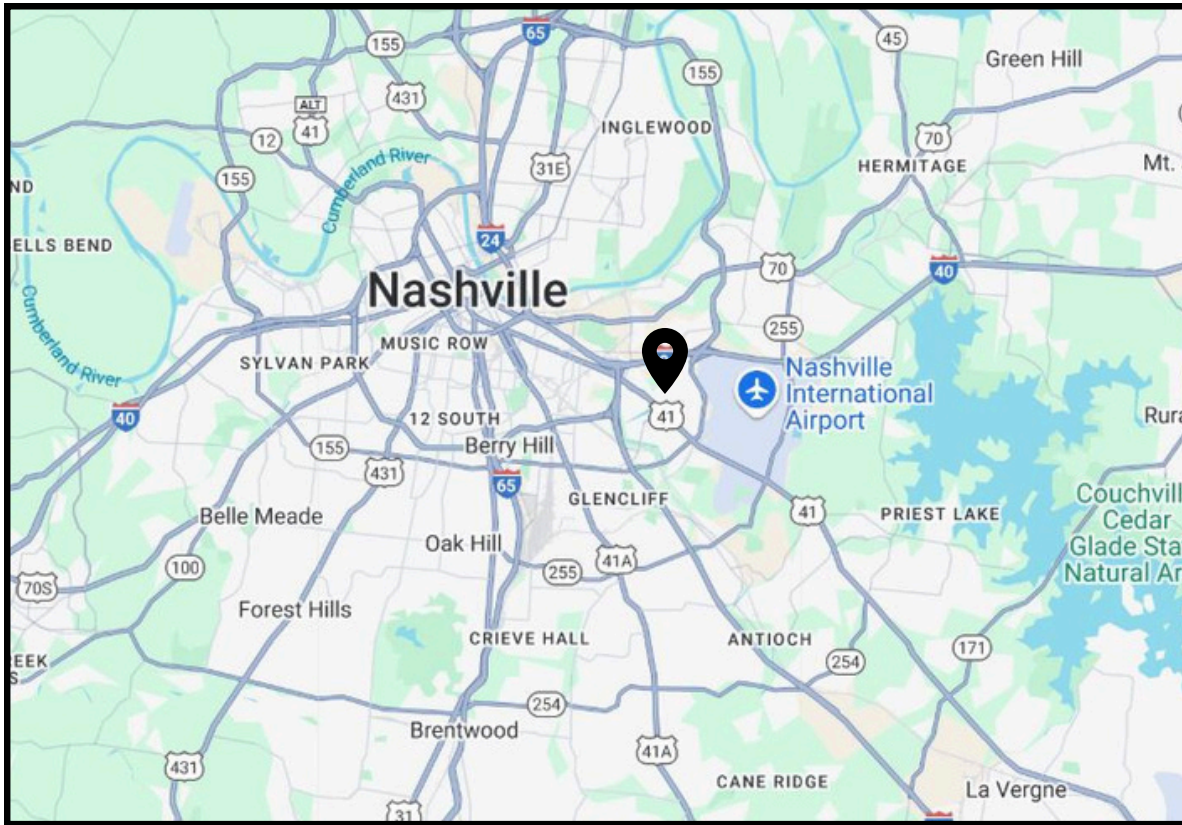 65
155
45
Green Hill
155
431
ALT
41
INGLEWOOD
12
70
31E
HERMITAGE
Mt.
Cumberland River
ND
155
ELLS BEND
24
70
40
Nashville
Cumberland River
255
MUSIC ROW
SYLVAN PARK
Nashville
International
Airport
40
12 SOUTH
41
Rura
155
Berry Hill
431
65
GLENCLIFF
Couchvill
Cedar
Glade Sta
Natural Ar
Belle Meade
41
PRIEST LAKE
Oak Hill
41A
100
255
70S
Forest Hills
CRIEVE HALL
ANTIOCH
171
REEK
S
254
254
Brentwood
41A
431
CANE RIDGE
La Vergne
31